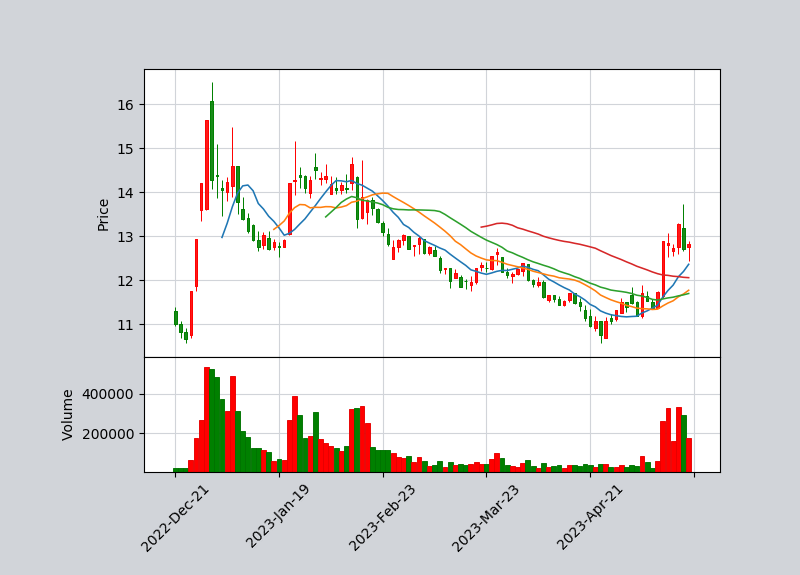 Price
16
15
14
13
12
11
Volume
400000
200000
2022-Dec-21
2023-Jan-19
2023-Feb-23
2023-Mar-23
2023-Apr-21